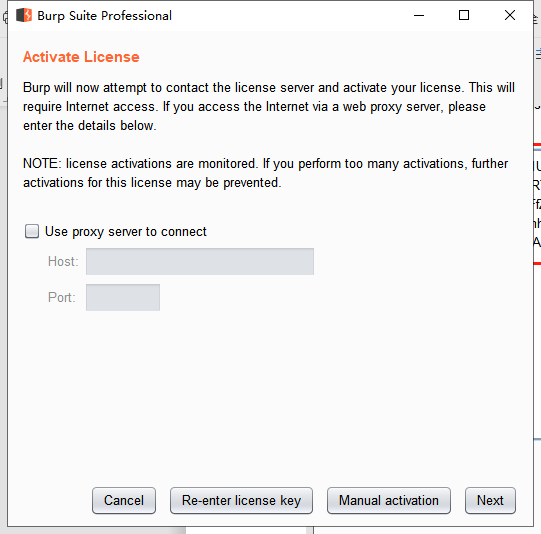 Burp Suite Professional
Activate License
Burp will now attempt to contact the license server and activate your license. This will
require Internet access. If you access the Internet via a web proxy server, please
enter the details below.
NOTE: license activations are monitored. If you perform too many activations, further
activations for this license may be prevented.
Use proxy server to connect
Host:
Port:
Cancel
Re-enter license key
Manual activation
Next